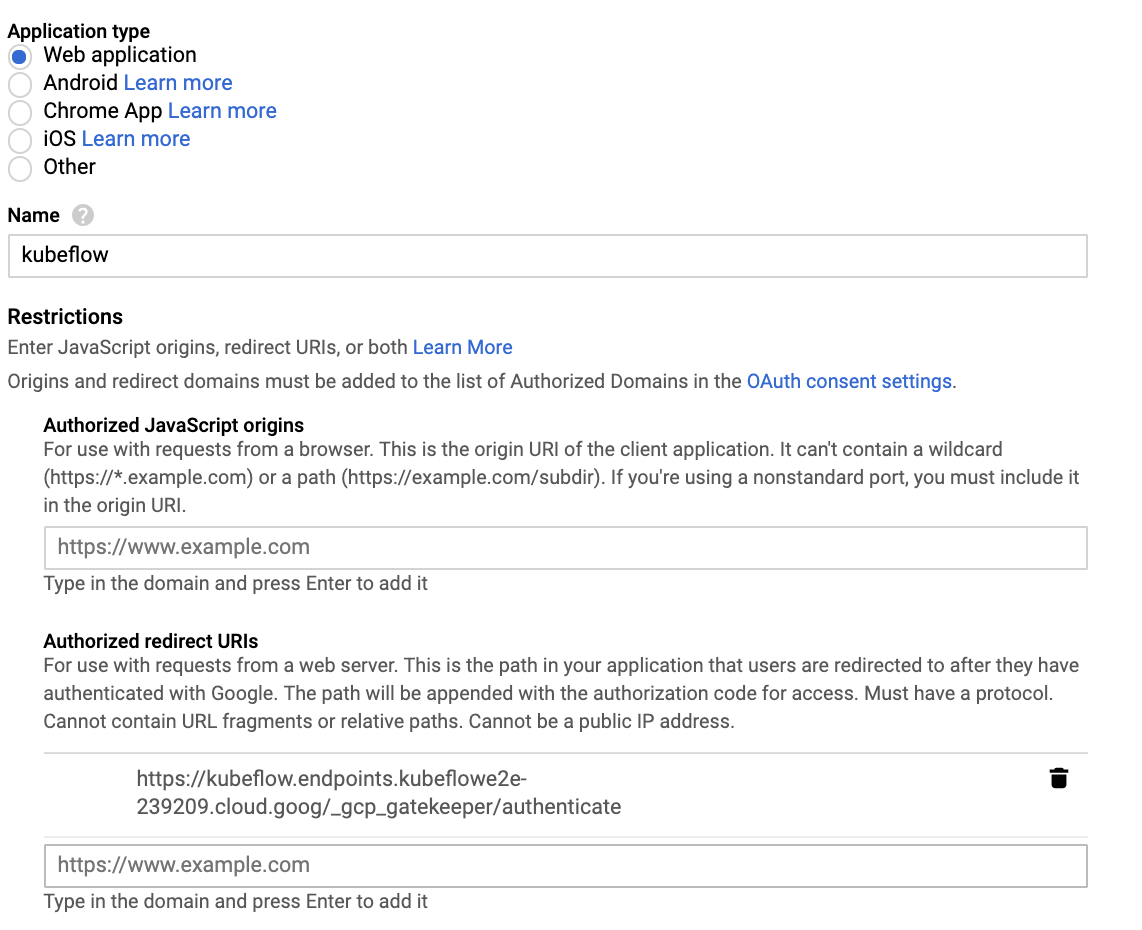 Application type
Web application
Android Learn more
Chrome App Learn more
iOS Learn more
Other
Name ?
kubeflow
Restrictions
Enter JavaScript origins, redirect URIs, or both Learn More
Origins and redirect domains must be added to the list of Authorized Domains in the OAuth consent settings.
Authorized JavaScript origins
For use with requests from a browser. This is the origin URI of the client application. It can't contain a wildcard
(https://*.example.com) or a path (https://example.com/subdir). If you're using a nonstandard port, you must include it
in the origin URI.
https://www.example.com
Type in the domain and press Enter to add it
Authorized redirect URIs
For use with requests from a web server. This is the path in your application that users are redirected to after they have
authenticated with Google. The path will be appended with the authorization code for access. Must have a protocol.
Cannot contain URL fragments or relative paths. Cannot be a public IP address.
https://kubeflow.endpoints.kubeflowe2e-
239209.cloud.goog/_gcp_gatekeeper/authenticate
https://www.example.com
Type in the domain and press Enter to add it